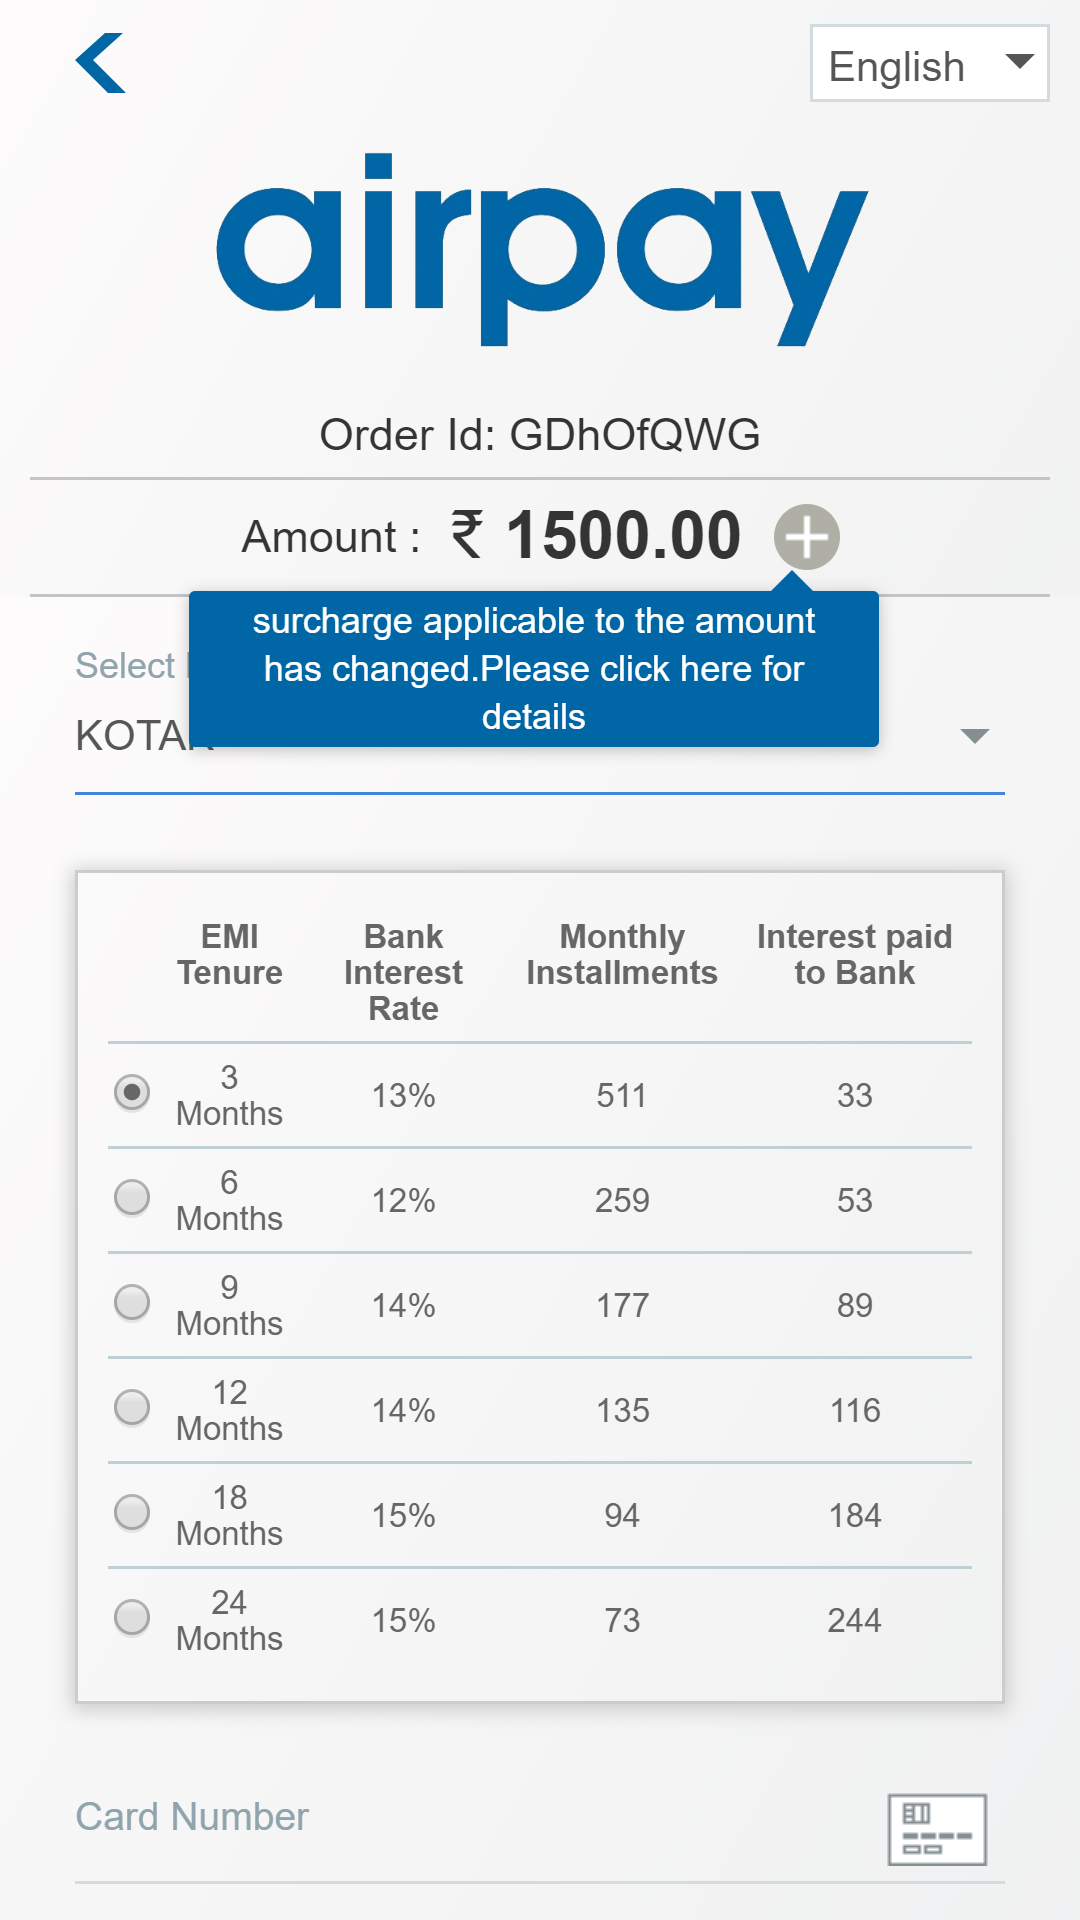 English
airpay
Order Id: GDhOfQWG
Amount : ₹ 1500.00
surcharge applicable to the amount
has changed.Please click here for
details
Select
EMI Tenure
Bank Interest Rate
Monthly Installments
Interest paid to Bank
3 Months 13% 511 33
6 Months 12% 259 53
9 Months 14% 177 89
12 Months 14% 135 116
18 Months 15% 94 184
24 Months 15% 73 244
Card Number